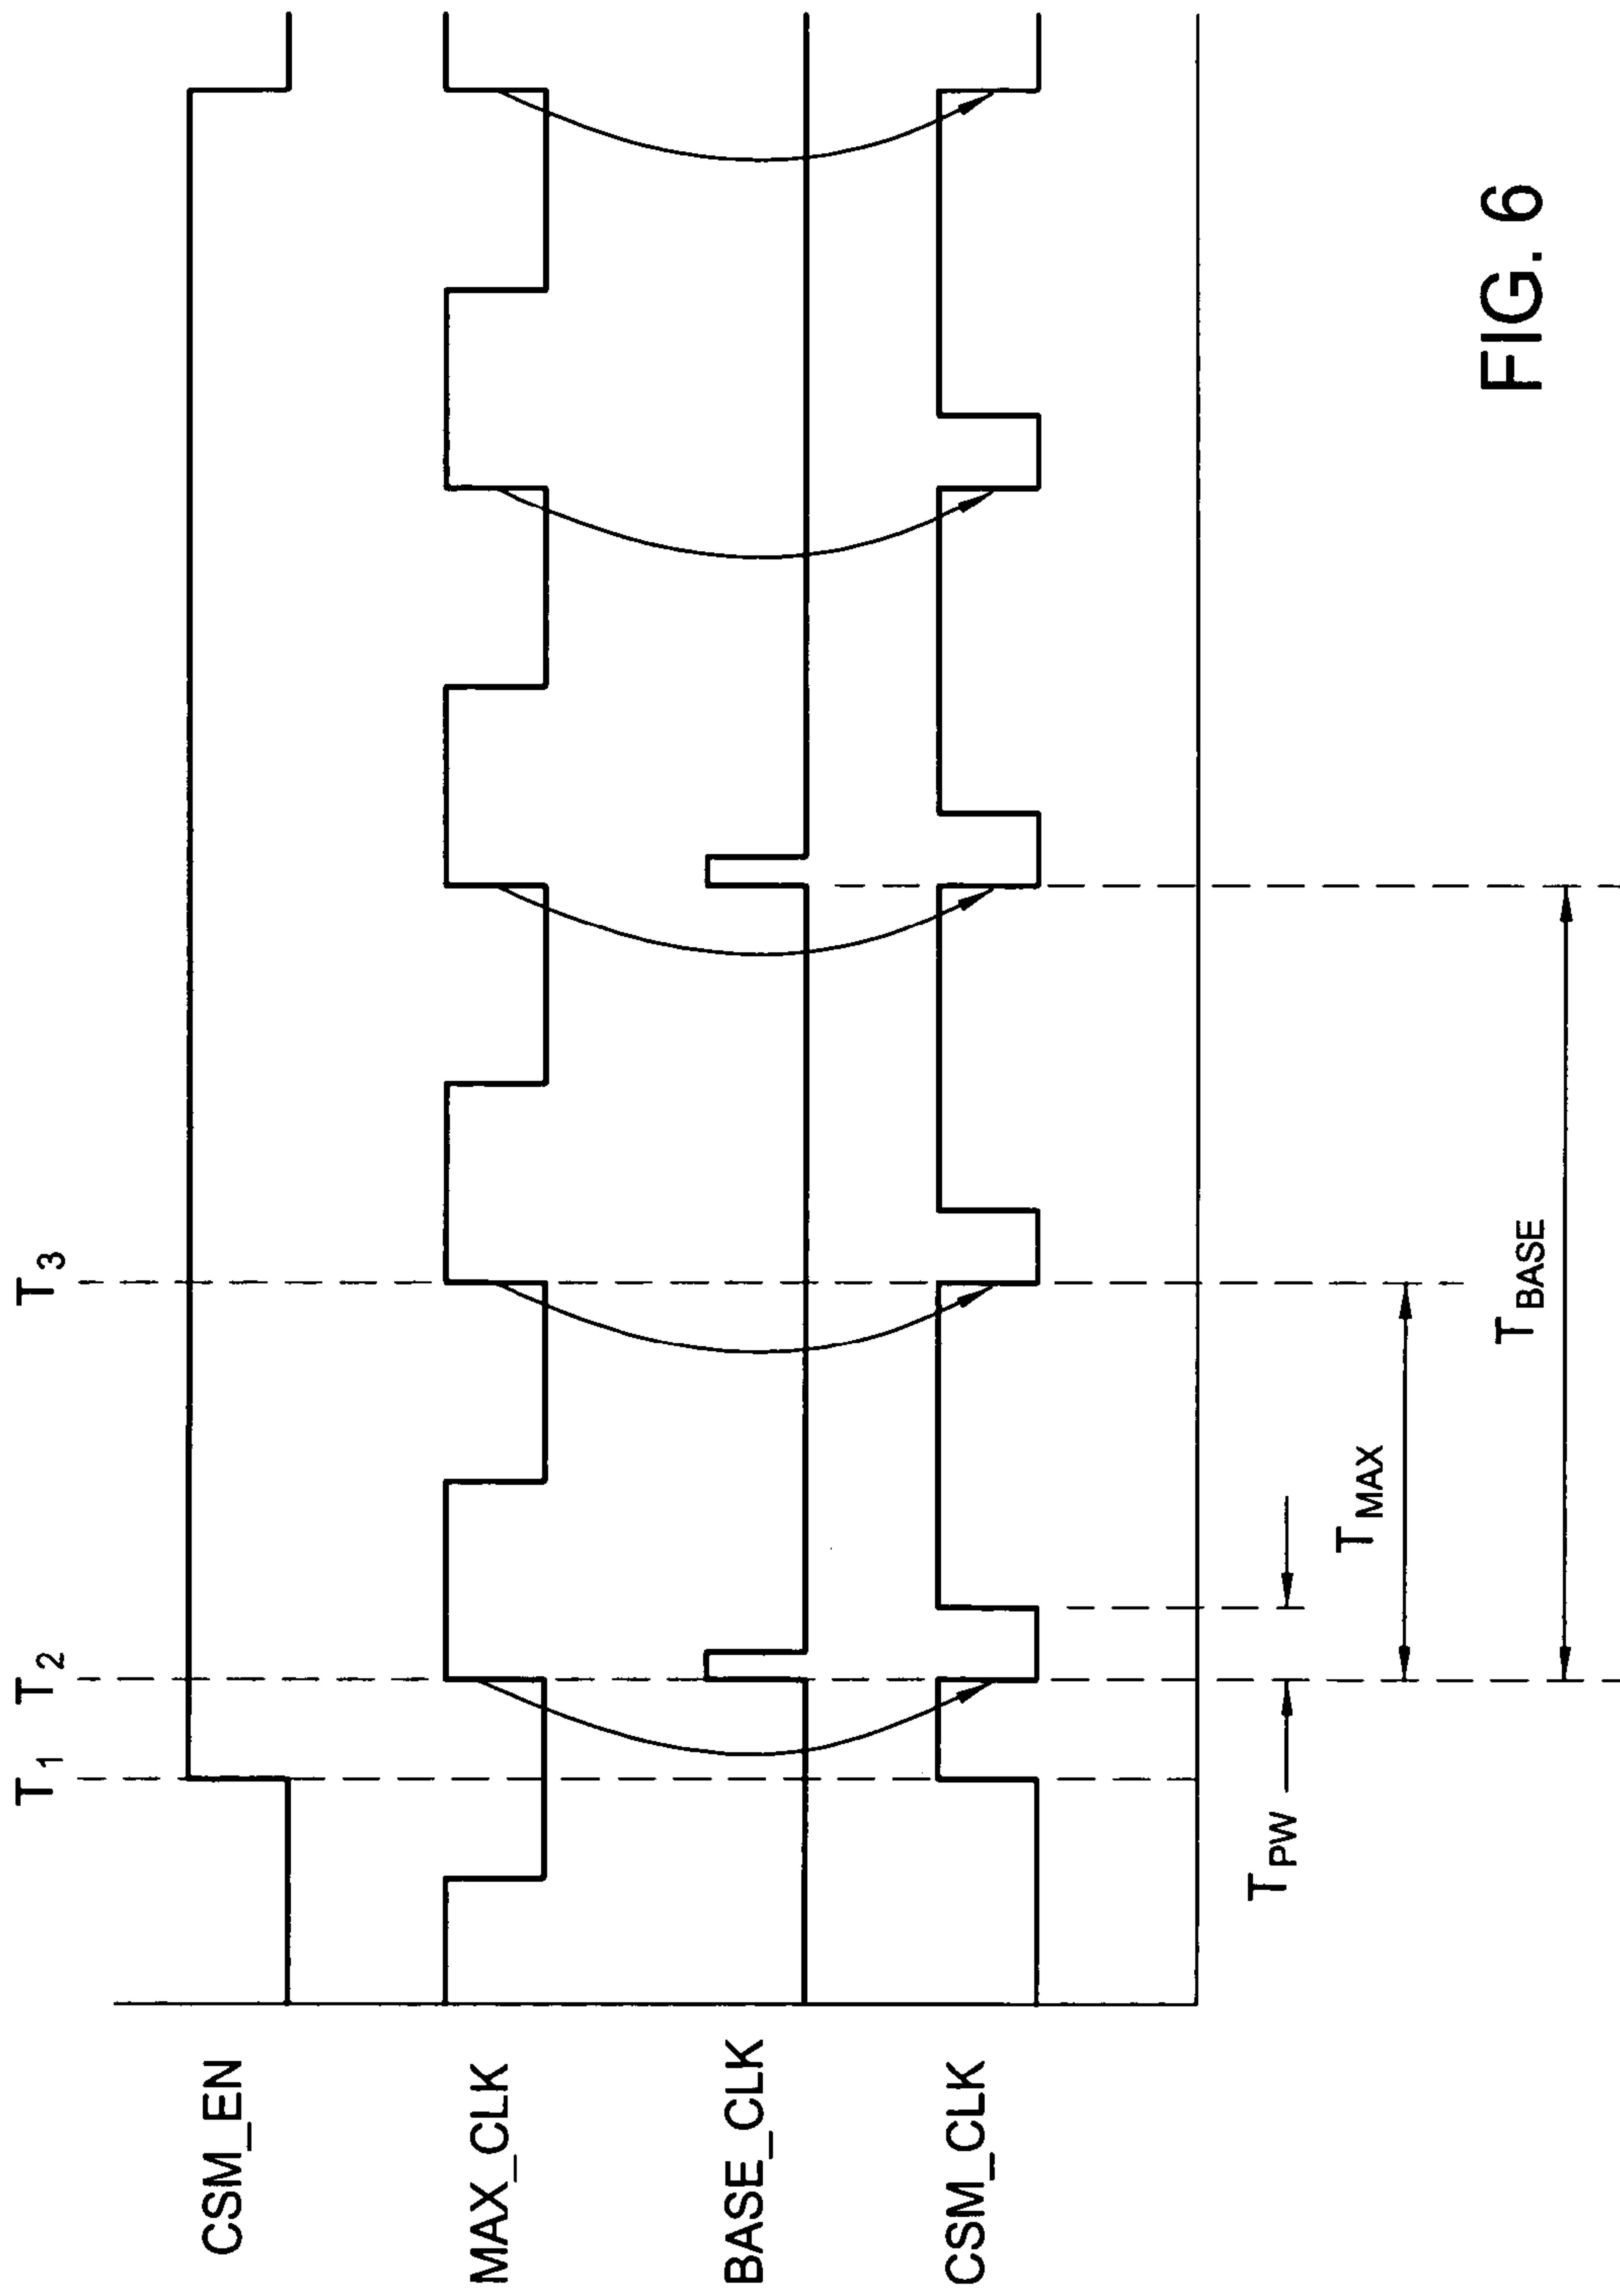 T1 T2 T3
CSM_EN
MAX_CLK
BASE_CLK
CSM_CLK
TPW
TMAX
TBASE
FIG. 6